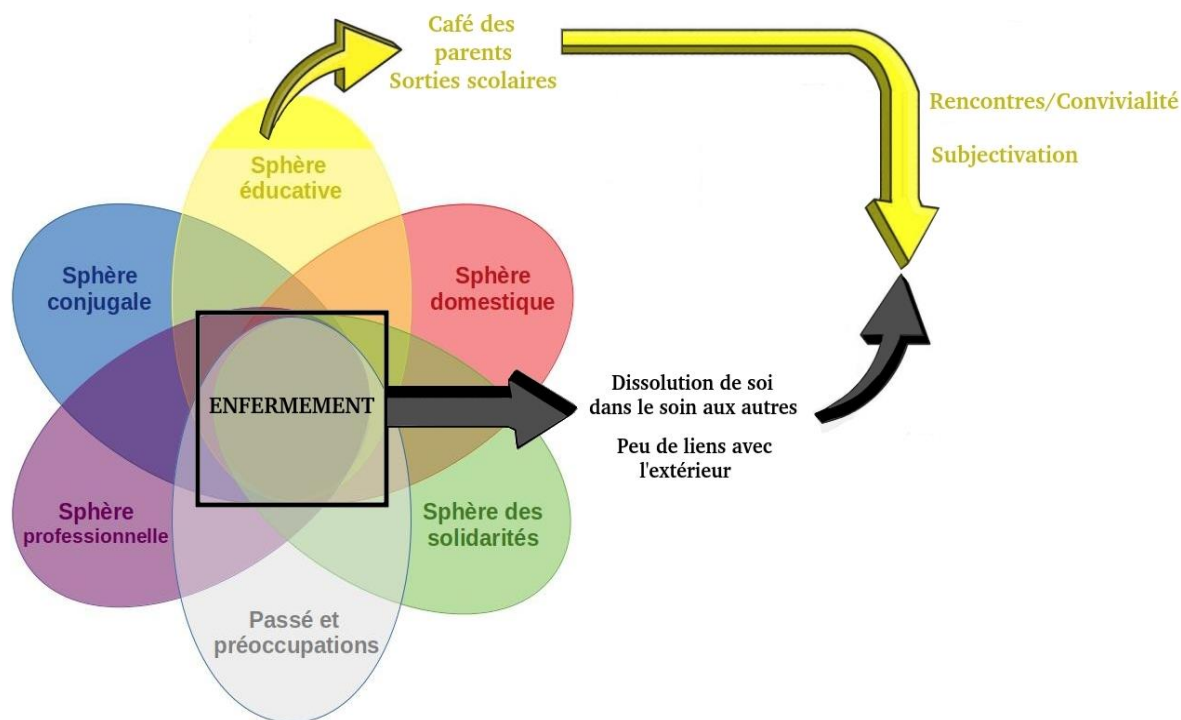 Café des
parents
Sorties scolaires
Rencontres/Convivialité
Subjectivation
Sphère
éducative
Sphère
conjugale
Sphère
domestique
ENFERMEMENT
Dissolution de soi
dans le soin aux autres
Peu de liens avec
l'extérieur
Sphère
professionnelle
Sphère des
solidarités
Passé et
préoccupations